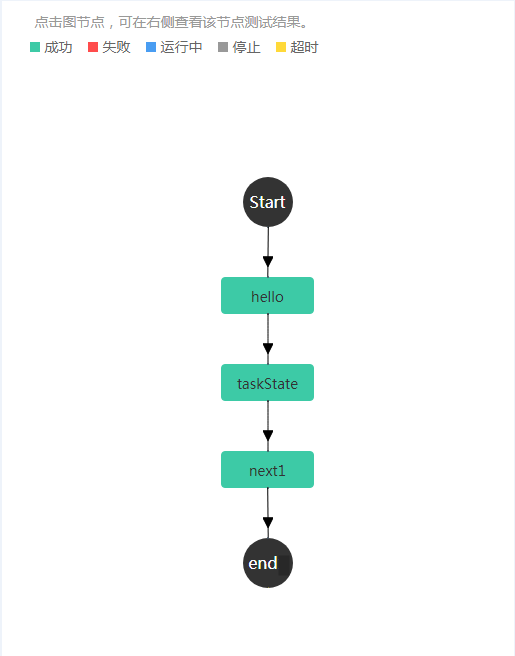 点击图节点，可在右侧查看该节点测试结果。
成功 失败 运行中 停止 超时
Start
hello
taskState
next1
end